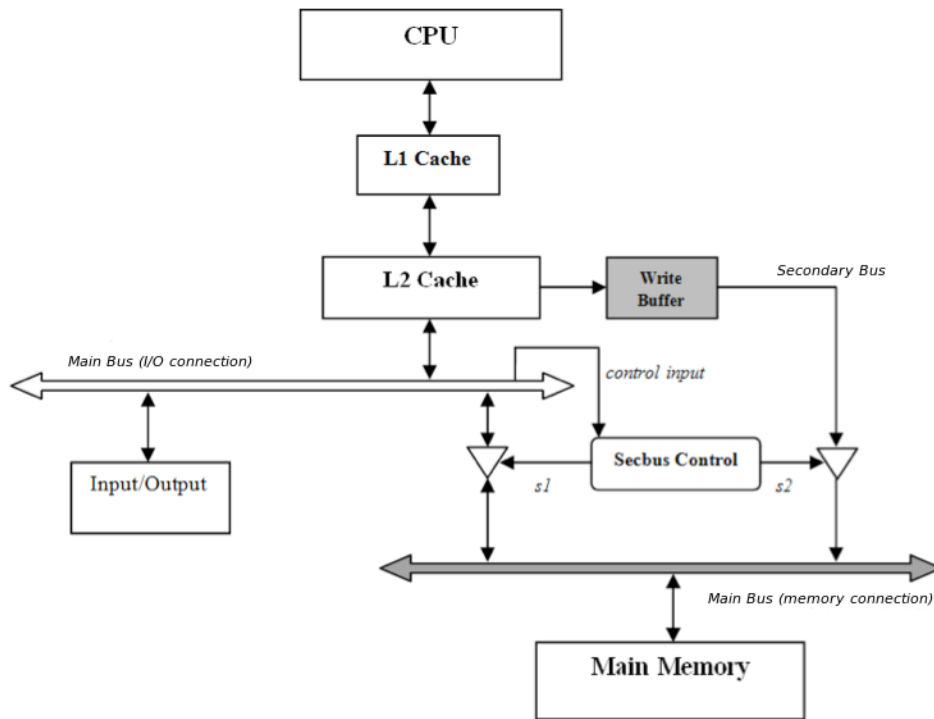 CPU
L1 Cache
L2 Cache
Write
Buffer
Secondary Bus
Main Bus (I/O connection)
control input
Input/Output
Secbus Control
s1
s2
Main Bus (memory connection)
Main Memory